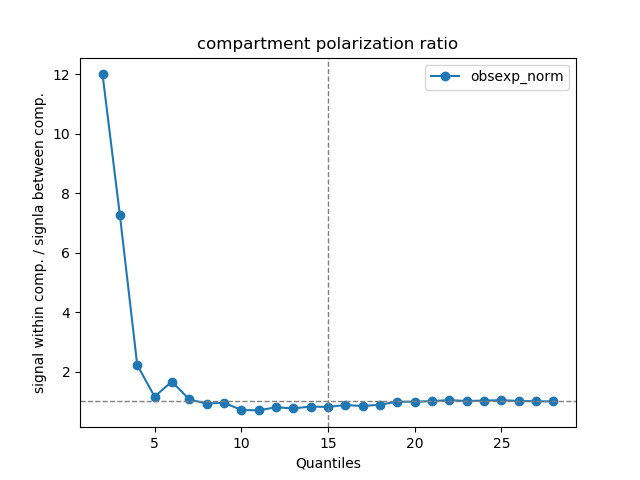 compartment polarization ratio
obsexp_norm
signal within comp. / signla between comp.
12
10
8
6
4
2
5 10 15 20 25
Quantiles